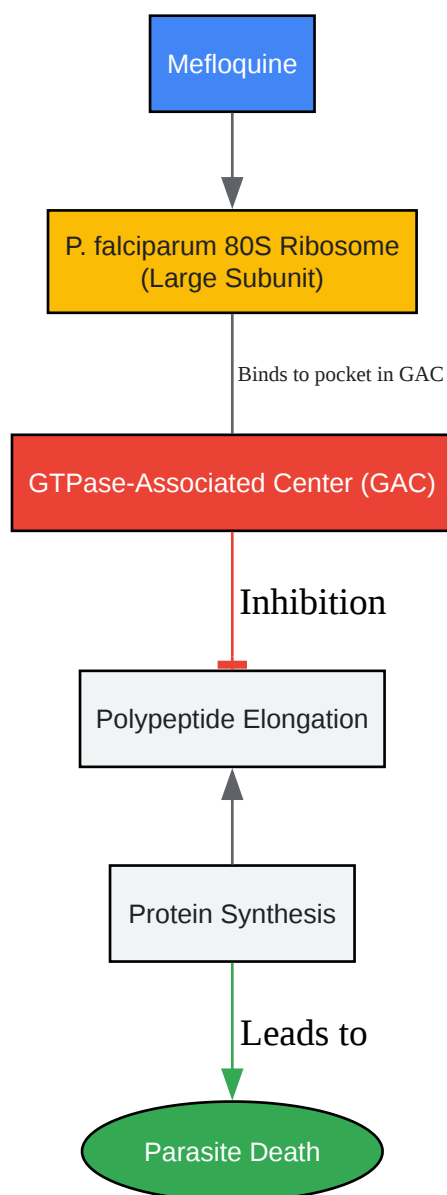 Mefloquine
P. falciparum 80S Ribosome
(Large Subunit)
Binds to pocket in GAC
GTPase-Associated Center (GAC)
Inhibition
Polypeptide Elongation
Protein Synthesis
Leads to
Parasite Death